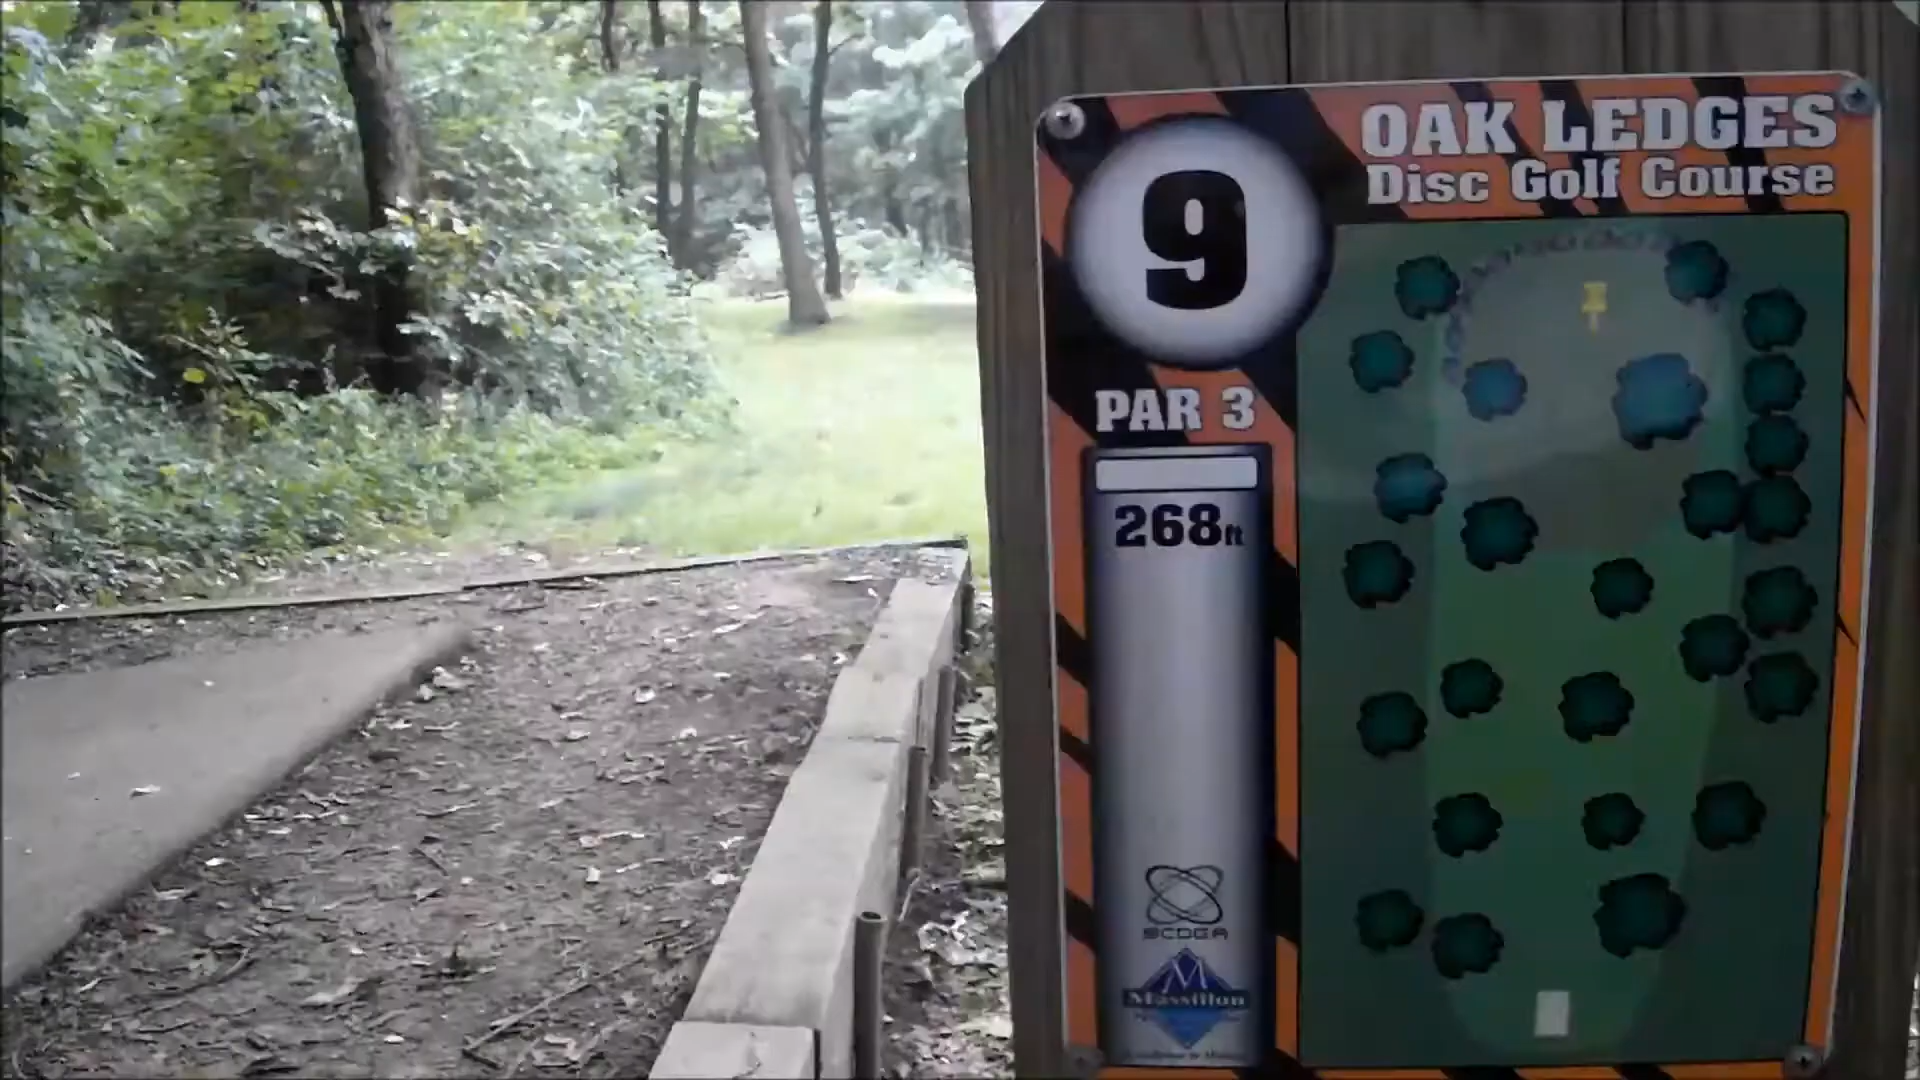 OAK LEDGES
Disc Golf Course
9
PAR 3
268ft
SCDGA
M
Massillon